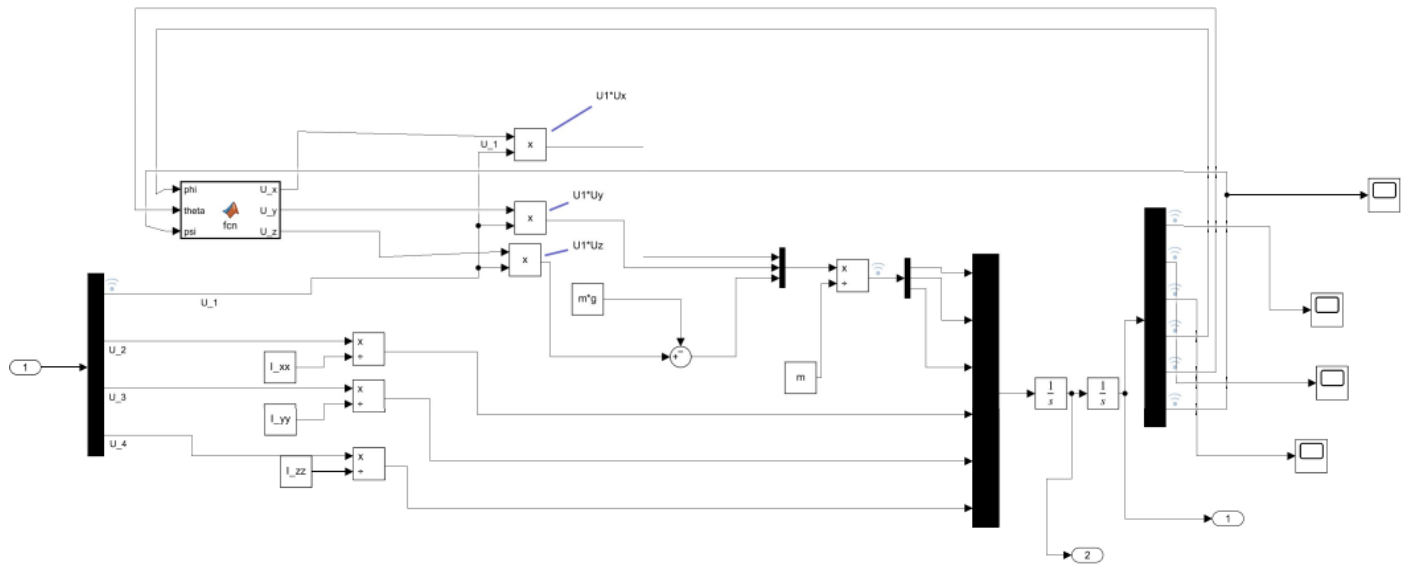 U1*Ux
U_1
x
phi
U_x
theta
U_y
psi
U_z
fcn
U1*Uy
x
U1*Uz
x
U_1
m*g
x
÷
+
−
m
U_2
x
÷
I_xx
1
U_3
x
÷
I_yy
U_4
x
÷
I_zz
1
s
1
s
1
2